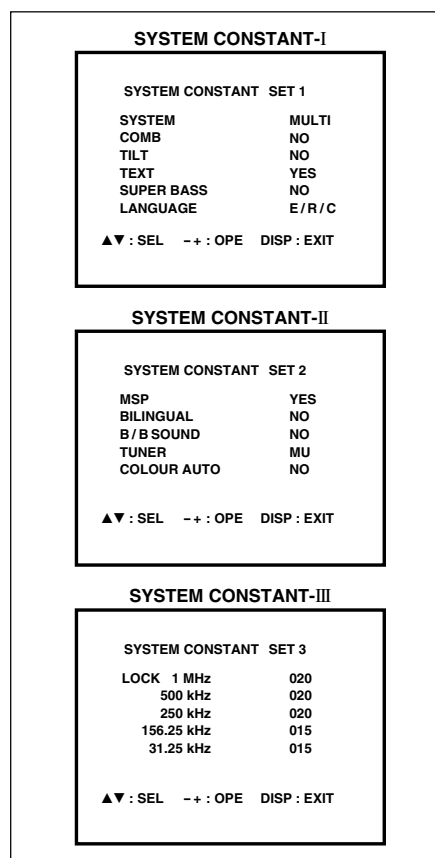 SYSTEM CONSTANT-I
SYSTEM CONSTANT SET 1
SYSTEM MULTI
COMB NO
TILT NO
TEXT YES
SUPER BASS NO
LANGUAGE E / R / C
▲▼ : SEL − + : OPE DISP : EXIT
SYSTEM CONSTANT-II
SYSTEM CONSTANT SET 2
MSP YES
BILINGUAL NO
B / B SOUND NO
TUNER MU
COLOUR AUTO NO
▲▼ : SEL − + : OPE DISP : EXIT
SYSTEM CONSTANT-III
SYSTEM CONSTANT SET 3
LOCK 1 MHz 020
500 kHz 020
250 kHz 020
156.25 kHz 015
31.25 kHz 015
▲▼ : SEL − + : OPE DISP : EXIT